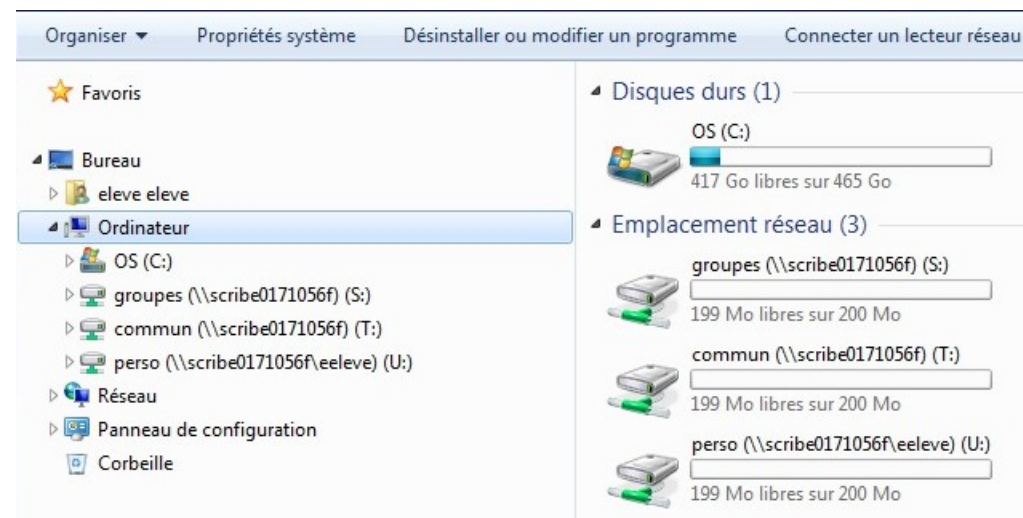 Organiser Propriétés système Désinstaller ou modifier un programme Connecter un lecteur réseau
Favoris
Bureau
eleve eleve
Ordinateur
OS (C:)
groupes (\\scribe0171056f) (S:)
commun (\\scribe0171056f) (T:)
perso (\\scribe0171056f\eeleve) (U:)
Réseau
Panneau de configuration
Corbeille
Disques durs (1)
OS (C:)
417 Go libres sur 465 Go
Emplacement réseau (3)
groupes (\\scribe0171056f) (S:)
199 Mo libres sur 200 Mo
commun (\\scribe0171056f) (T:)
199 Mo libres sur 200 Mo
perso (\\scribe0171056f\eeleve) (U:)
199 Mo libres sur 200 Mo